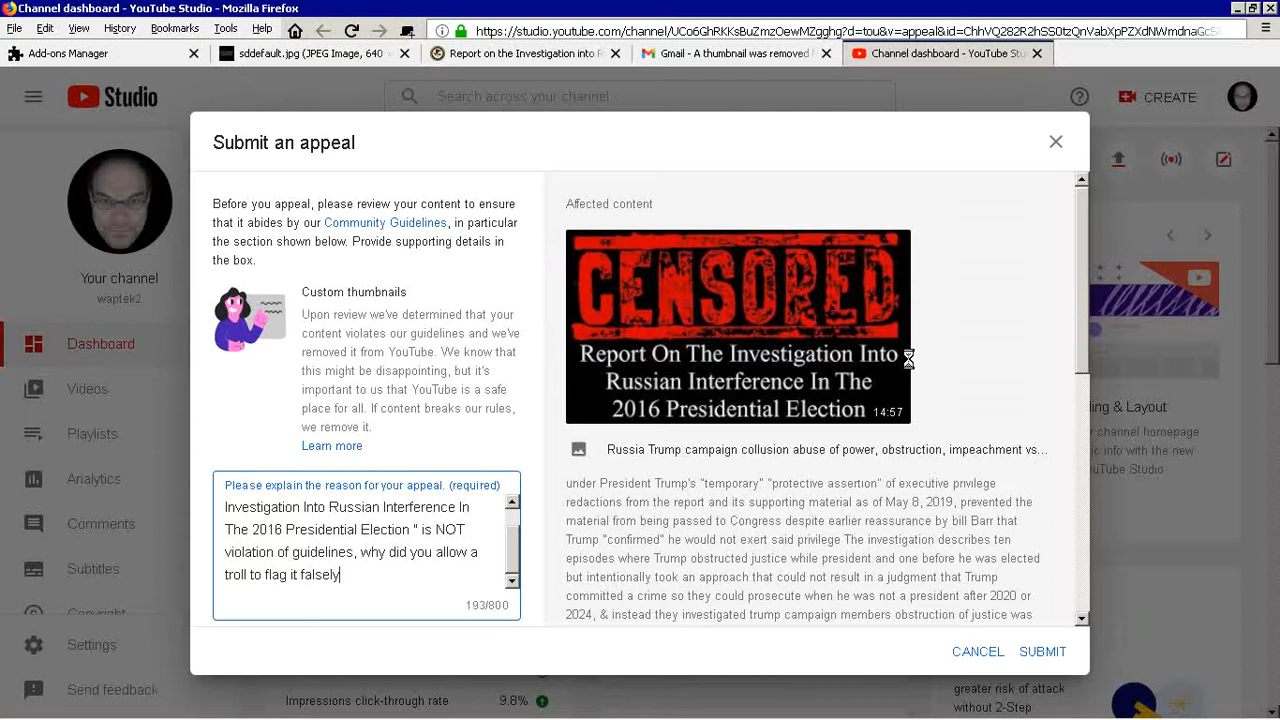 Channel dashboard - YouTube Studio - Mozilla Firefox
File Edit View History Bookmarks Tools Help
https://studio.youtube.com/channel/UCo6GhRKKsBuZmzOewMZgghg?d=tou&v=appeal&id=
Add-ons Manager
sddefault.jpg (JPEG Image, 640
Report on the Investigation into R
Gmail - A thumbnail was removed
Channel dashboard - YouTube Stu
Studio
Search across your channel
CREATE
Submit an appeal
Before you appeal, please review your content to ensure
that it abides by our Community Guidelines, in particular
the section shown below. Provide supporting details in
the box.
Custom thumbnails
Upon review we've determined that your
content violates our guidelines and we've
removed it from YouTube. We know that
this might be disappointing, but it's
important to us that YouTube is a safe
place for all. If content breaks our rules,
we remove it.
Learn more
Please explain the reason for your appeal. (required)
Investigation Into Russian Interference In
The 2016 Presidential Election " is NOT
violation of guidelines, why did you allow a
troll to flag it falsely
193/800
Affected content
CENSORED
Report On The Investigation Into
Russian Interference In The
2016 Presidential Election
14:57
Russia Trump campaign collusion abuse of power, obstruction, impeachment vs...
under President Trump's "temporary" "protective assertion" of executive privilege
redactions from the report and its supporting material as of May 8, 2019, prevented the
material from being passed to Congress despite earlier reassurance by bill Barr that
Trump "confirmed" he would not exert said privilege The investigation describes ten
episodes where Trump obstructed justice while president and one before he was elected
but intentionally took an approach that could not result in a judgment that Trump
committed a crime so they could prosecute when he was not a president after 2020 or
2024, & instead they investigated trump campaign members obstruction of justice was
CANCEL SUBMIT
Your channel
waptek2
Dashboard
Videos
Playlists
Analytics
Comments
Subtitles
Copyright
Settings
Send feedback
Impressions click-through rate 9.8%
ng & Layout
ur channel homepage
ic info with the new
uTube Studio
greater risk of attack
without 2-Step